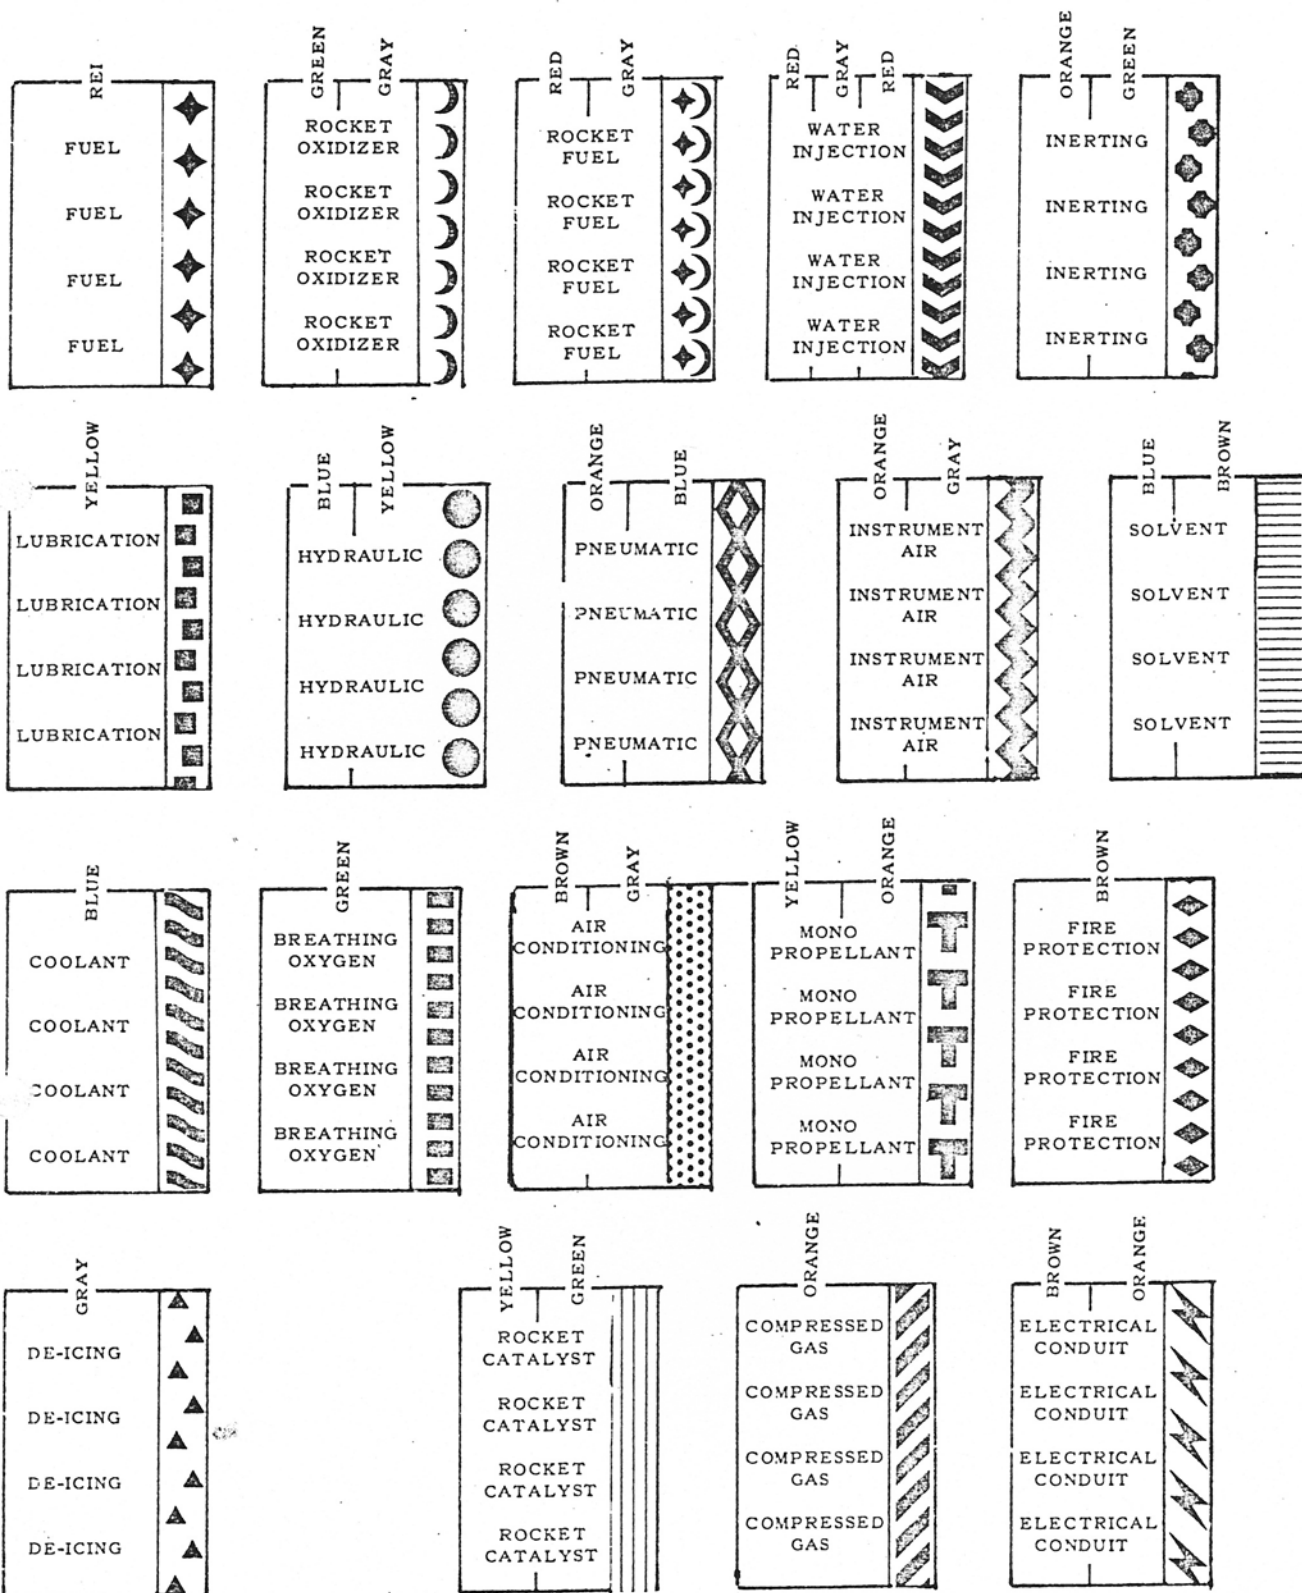 REI
FUEL
FUEL
FUEL
FUEL
GREEN
GRAY
ROCKET
OXIDIZER
ROCKET
OXIDIZER
ROCKET
OXIDIZER
ROCKET
OXIDIZER
RED
GRAY
ROCKET
FUEL
ROCKET
FUEL
ROCKET
FUEL
ROCKET
FUEL
RED
GRAY
RED
WATER
INJECTION
WATER
INJECTION
WATER
INJECTION
WATER
INJECTION
ORANGE
GREEN
INERTING
INERTING
INERTING
INERTING
YELLOW
LUBRICATION
LUBRICATION
LUBRICATION
LUBRICATION
BLUE
YELLOW
HYDRAULIC
HYDRAULIC
HYDRAULIC
HYDRAULIC
ORANGE
BLUE
PNEUMATIC
PNEUMATIC
PNEUMATIC
PNEUMATIC
ORANGE
GRAY
INSTRUMENT
AIR
INSTRUMENT
AIR
INSTRUMENT
AIR
INSTRUMENT
AIR
BLUE
BROWN
SOLVENT
SOLVENT
SOLVENT
SOLVENT
BLUE
COOLANT
COOLANT
COOLANT
COOLANT
GREEN
BREATHING
OXYGEN
BREATHING
OXYGEN
BREATHING
OXYGEN
BREATHING
OXYGEN
BROWN
GRAY
AIR
CONDITIONING
AIR
CONDITIONING
AIR
CONDITIONING
AIR
CONDITIONING
YELLOW
ORANGE
MONO
PROPELLANT
MONO
PROPELLANT
MONO
PROPELLANT
MONO
PROPELLANT
BROWN
FIRE
PROTECTION
FIRE
PROTECTION
FIRE
PROTECTION
FIRE
PROTECTION
GRAY
DE-ICING
DE-ICING
DE-ICING
DE-ICING
YELLOW
GREEN
ROCKET
CATALYST
ROCKET
CATALYST
ROCKET
CATALYST
ROCKET
CATALYST
ORANGE
COMPRESSED
GAS
COMPRESSED
GAS
COMPRESSED
GAS
COMPRESSED
GAS
BROWN
ORANGE
ELECTRICAL
CONDUIT
ELECTRICAL
CONDUIT
ELECTRICAL
CONDUIT
ELECTRICAL
CONDUIT